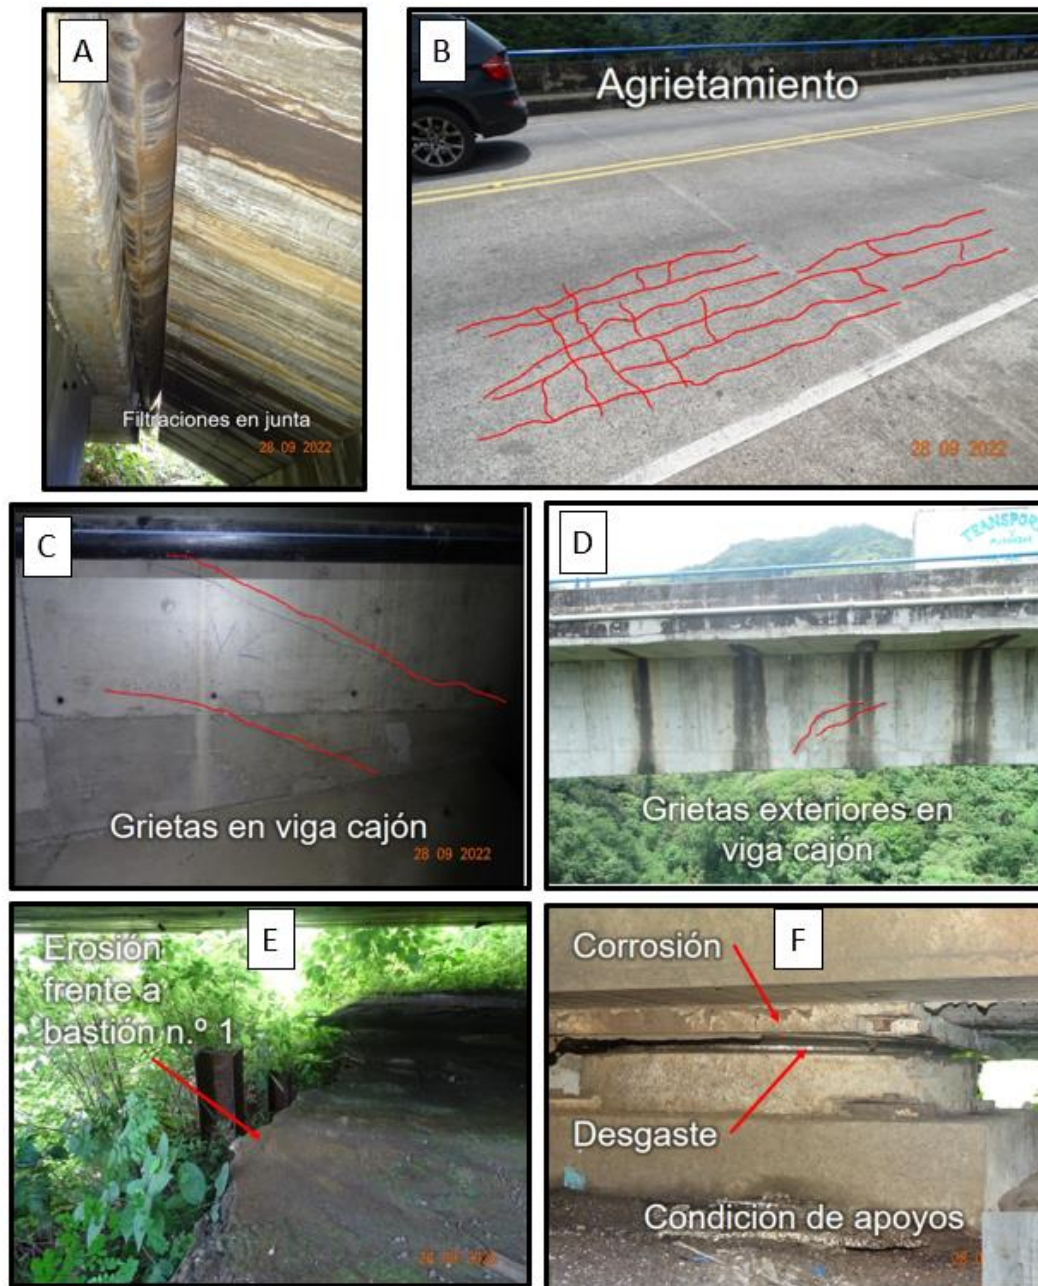 A
Filtraciones en junta
28 09 2022
B
Agrietamiento
28 09 2022
C
Grietas en viga cajón
28 09 2022
D
TRANSPOR
Grietas exteriores en
viga cajón
E
Erosión
frente a
bastión n.º 1
F
Corrosión
Desgaste
Condición de apoyos